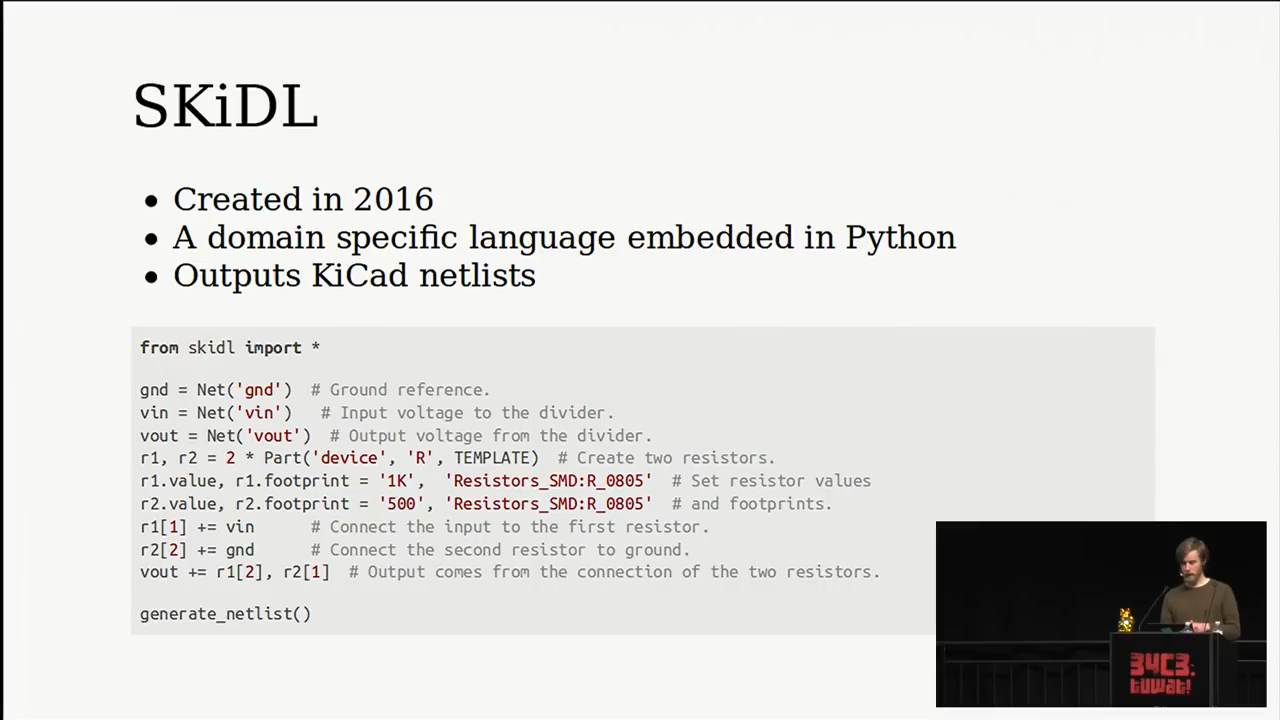 SKiDL
• Created in 2016
• A domain specific language embedded in Python
• Outputs KiCad netlists
from skidl import *
gnd = Net('gnd')  # Ground reference.
vin = Net('vin')   # Input voltage to the divider.
vout = Net('vout')  # Output voltage from the divider.
r1, r2 = 2 * Part('device', 'R', TEMPLATE)  # Create two resistors.
r1.value, r1.footprint = '1K',  'Resistors_SMD:R_0805'  # Set resistor values
r2.value, r2.footprint = '500', 'Resistors_SMD:R_0805'  # and footprints.
r1[1] += vin      # Connect the input to the first resistor.
r2[2] += gnd      # Connect the second resistor to ground.
vout += r1[2], r2[1]  # Output comes from the connection of the two resistors.
generate_netlist()
34C3.
tuwat!